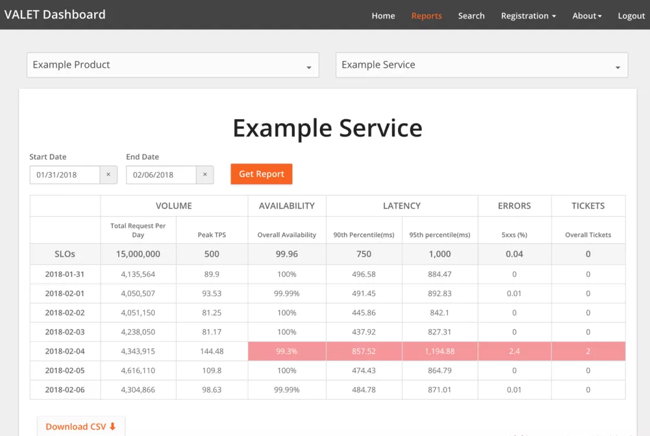 VALET Dashboard
Home Reports Search Registration About Logout
Example Product
Example Service
Example Service
Start Date End Date
01/31/2018 × 02/06/2018 × Get Report
VOLUME AVAILABILITY LATENCY ERRORS TICKETS
Total Request Per Day Peak TPS Overall Availability 90th Percentile(ms) 95th percentile(ms) 5xxs (%) Overall Tickets
SLOs 15,000,000 500 99.96 750 1,000 0.04 0
2018-01-31 4,135,564 89.9 100% 496.58 884.47 0 0
2018-02-01 4,050,507 93.53 99.99% 491.45 892.83 0.01 0
2018-02-02 4,051,150 81.25 100% 445.86 842.1 0 0
2018-02-03 4,238,050 81.17 100% 437.92 827.31 0 0
2018-02-04 4,343,915 144.48 99.3% 857.52 1,194.88 2.4 2
2018-02-05 4,616,110 109.8 100% 474.43 864.79 0 0
2018-02-06 4,304,866 98.63 99.99% 484.78 871.01 0.01 0
Download CSV